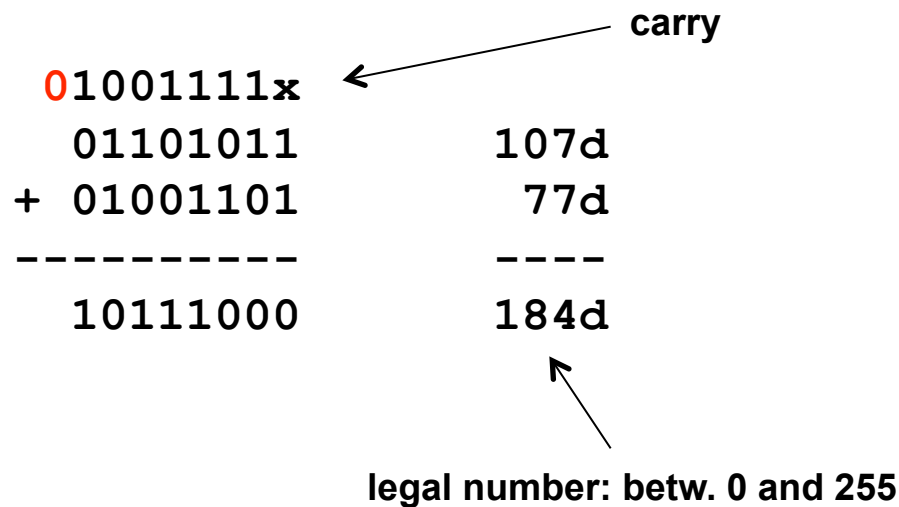 carry
01001111x
01101011 107d
+ 01001101 77d
---------- ----
10111000 184d
legal number: betw. 0 and 255